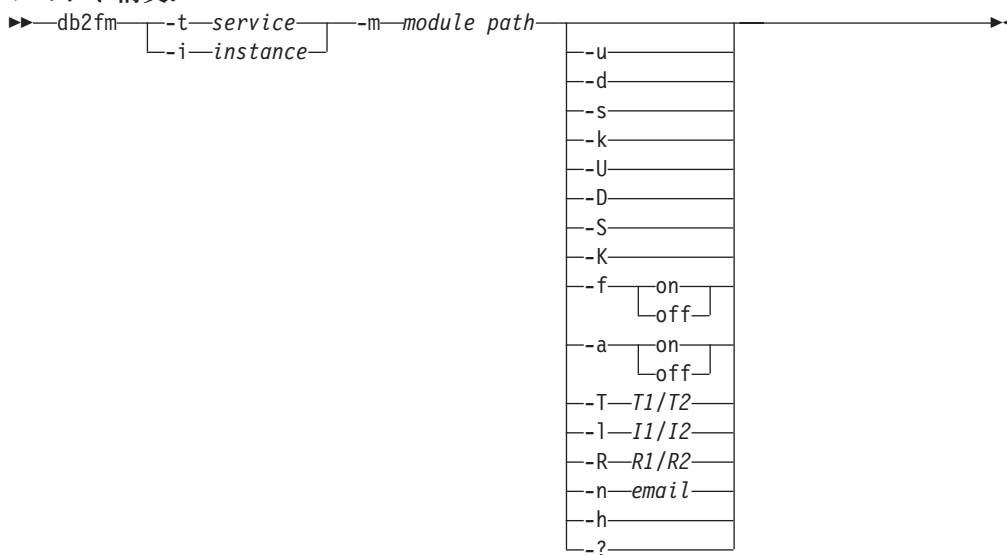 db2fm -t service -m module path
-i instance
-u
-d
-s
-k
-U
-D
-S
-K
-f on
off
-a on
off
-T T1/T2
-l I1/I2
-R R1/R2
-n email
-h
-?